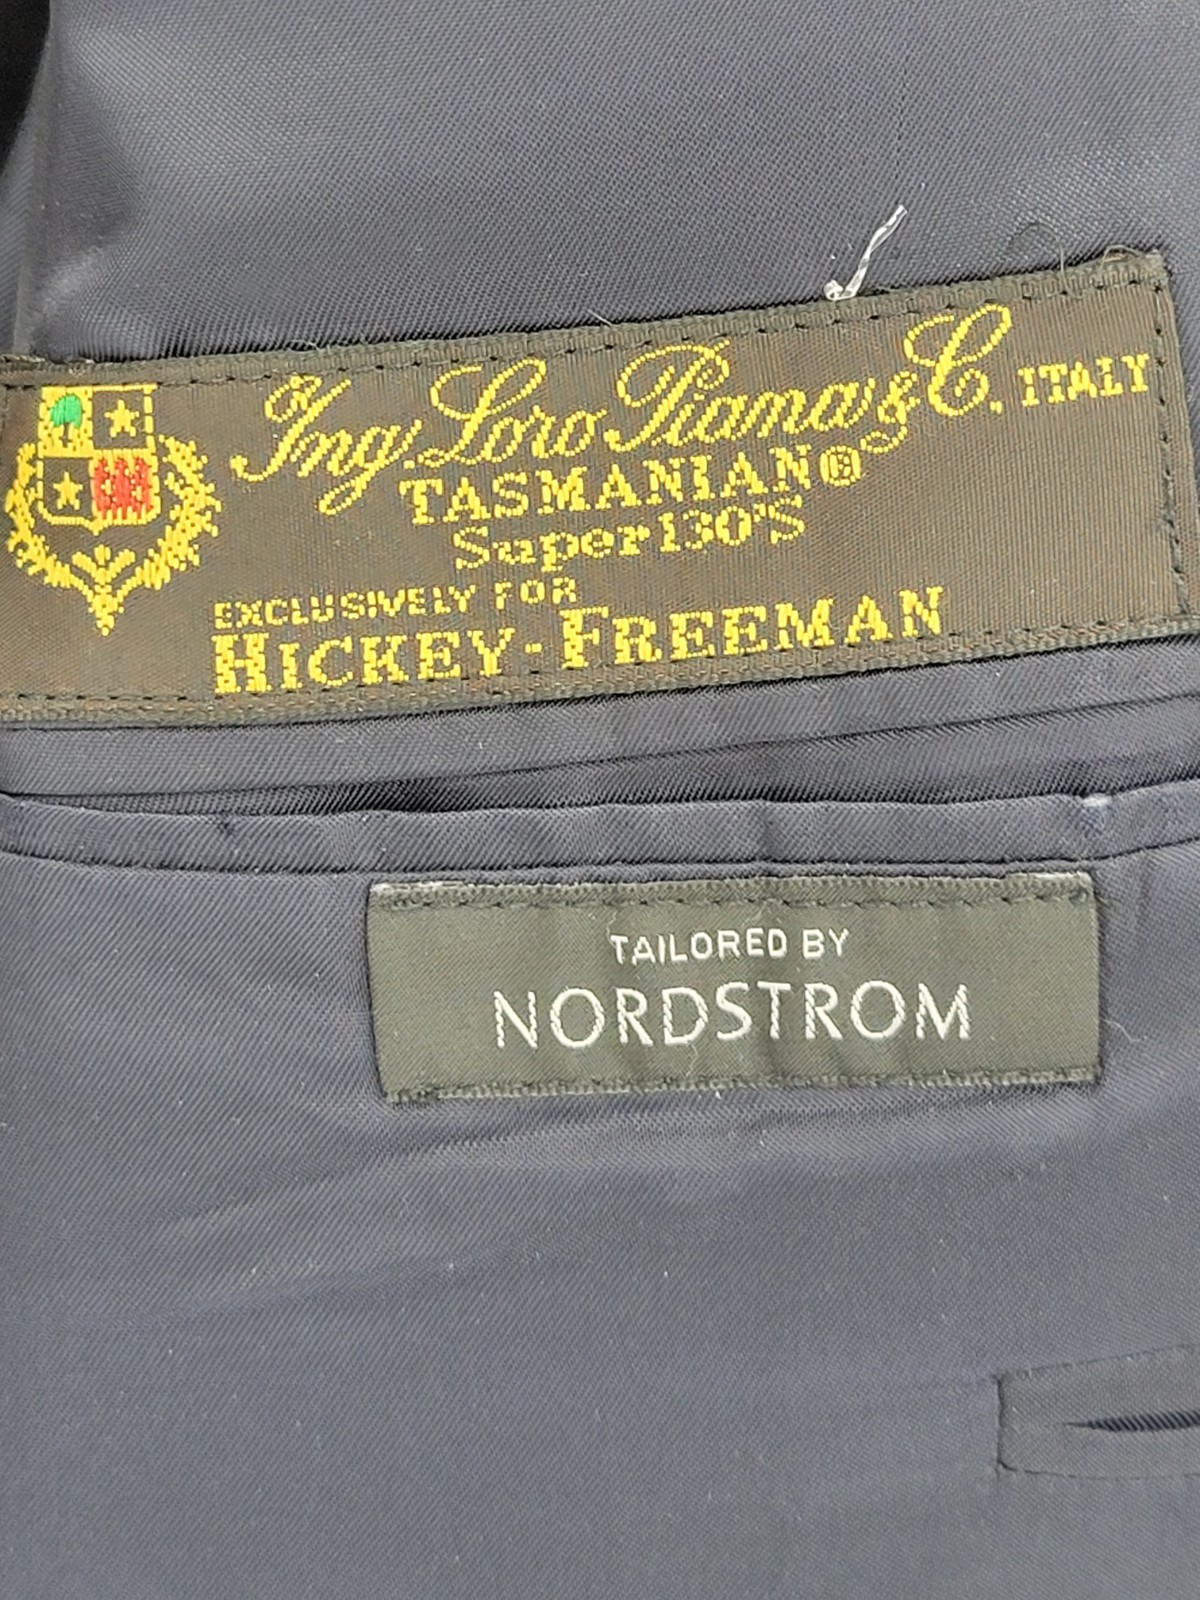 Ing. Loro Piana & C. ITALY
TASMANIAN®
Super 130'S
EXCLUSIVELY FOR
HICKEY-FREEMAN
TAILORED BY
NORDSTROM